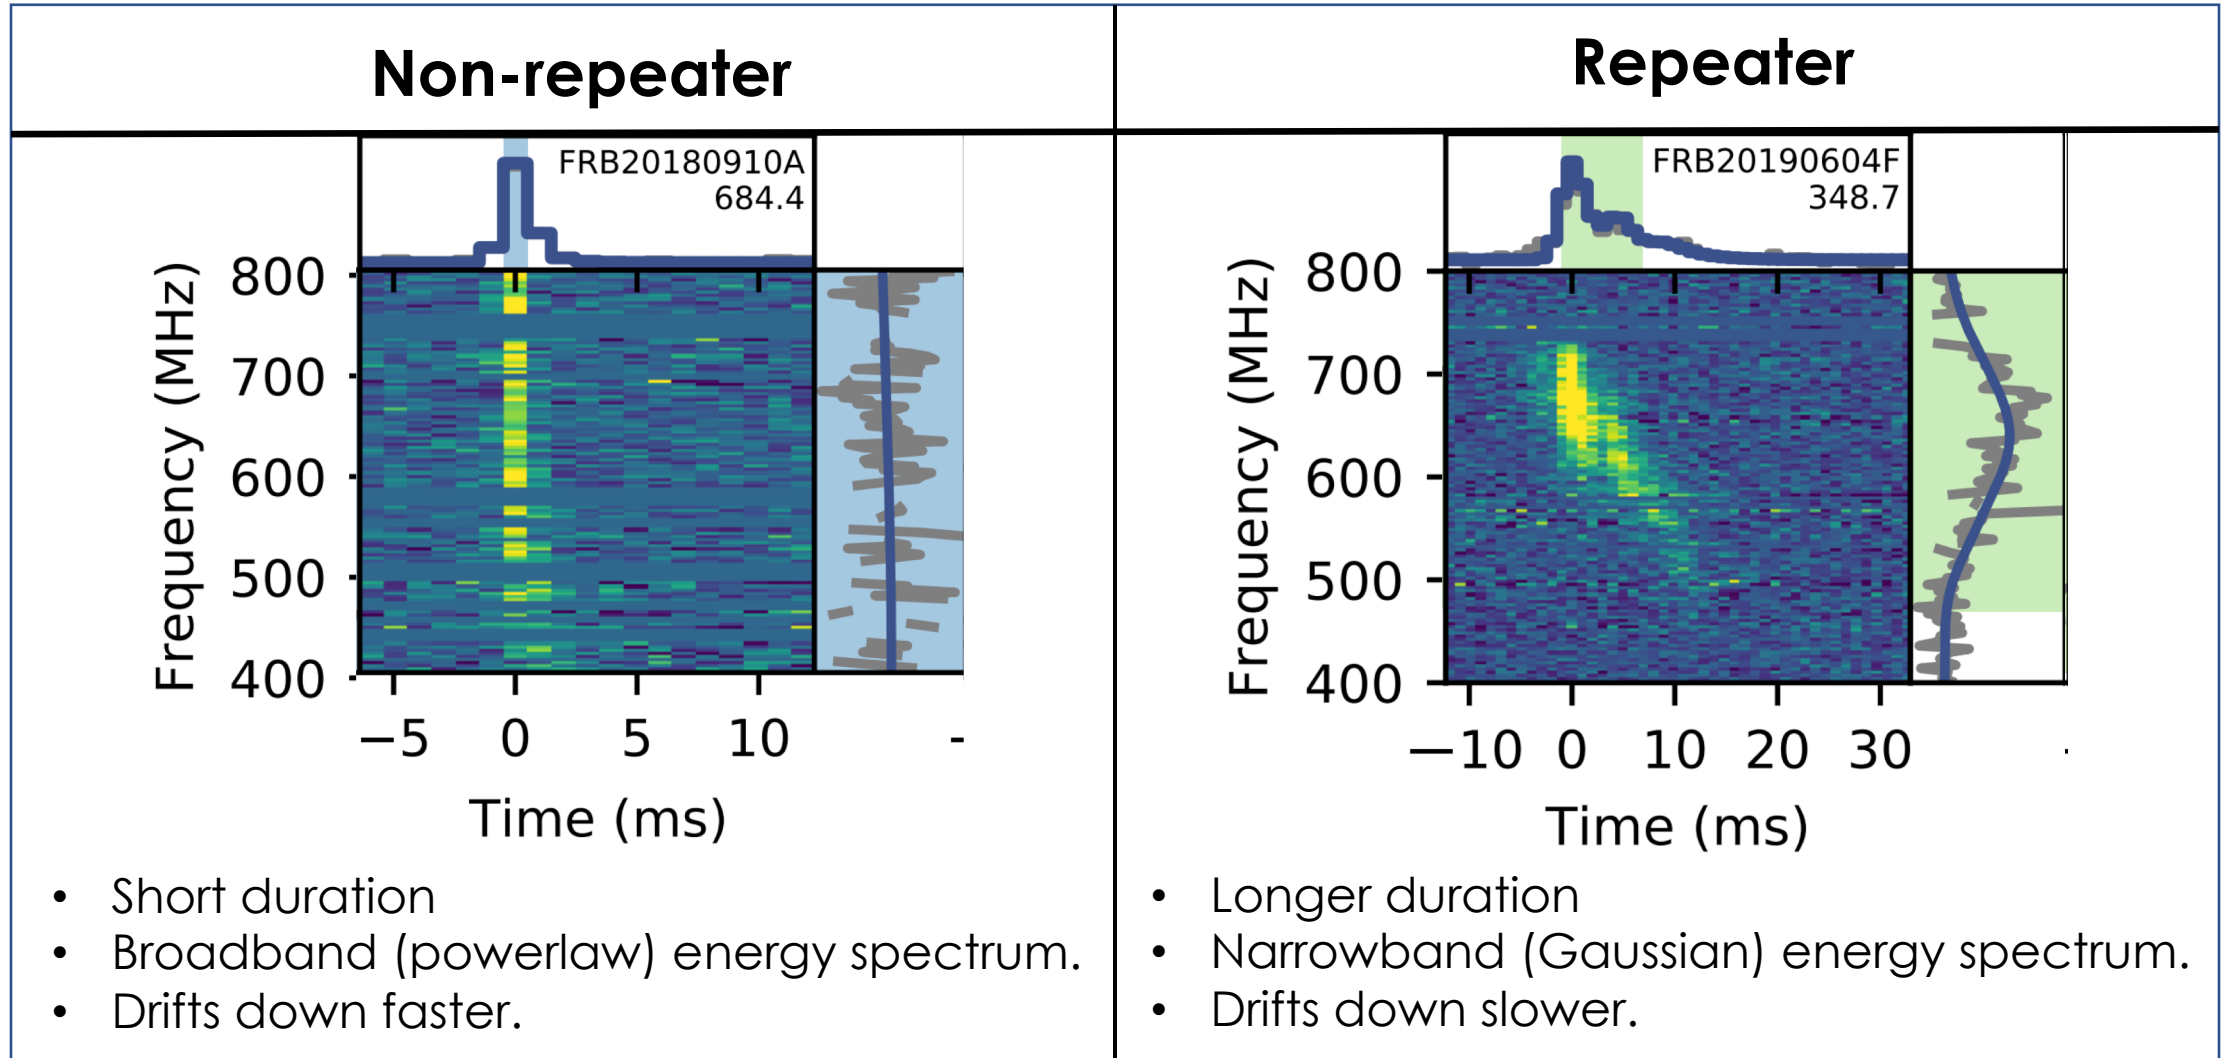 Non-repeater
FRB20180910A
684.4
800
700
600
500
400
Frequency (MHz)
−5 0 5 10 -
Time (ms)
• Short duration
• Broadband (powerlaw) energy spectrum.
• Drifts down faster.
Repeater
FRB20190604F
348.7
800
700
600
500
400
Frequency (MHz)
−10 0 10 20 30
Time (ms)
• Longer duration
• Narrowband (Gaussian) energy spectrum.
• Drifts down slower.